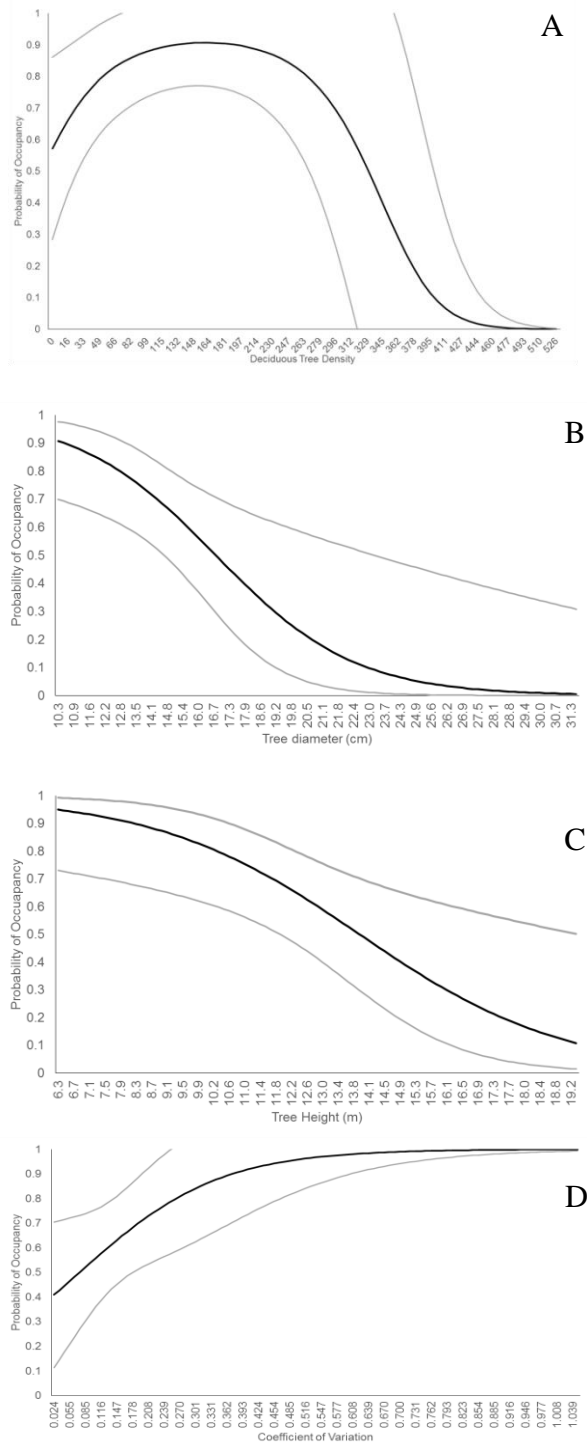 A
1
0.9
0.8
0.7
0.6
0.5
0.4
0.3
0.2
0.1
0
Probability of Occupancy
0 16 33 49 66 82 99 115 132 148 164 181 197 214 230 247 263 279 296 312 329 345 362 378 395 411 427 444 460 477 493 510 526
Deciduous Tree Density
B
1
0.9
0.8
0.7
0.6
0.5
0.4
0.3
0.2
0.1
0
Probability of Occupancy
10.3 10.9 11.6 12.2 12.8 13.5 14.1 14.8 15.4 16.0 16.7 17.3 17.9 18.6 19.2 19.8 20.5 21.1 21.8 22.4 23.0 23.7 24.3 24.9 25.6 26.2 26.9 27.5 28.1 28.8 29.4 30.0 30.7 31.3
Tree diameter (cm)
C
1
0.9
0.8
0.7
0.6
0.5
0.4
0.3
0.2
0.1
0
Probability of Occuapancy
6.3 6.7 7.1 7.5 7.9 8.3 8.7 9.1 9.5 9.9 10.2 10.6 11.0 11.4 11.8 12.2 12.6 13.0 13.4 13.8 14.1 14.5 14.9 15.3 15.7 16.1 16.5 16.9 17.3 17.7 18.0 18.4 18.8 19.2
Tree Height (m)
D
1
0.9
0.8
0.7
0.6
0.5
0.4
0.3
0.2
0.1
0
Probability of Occupancy
0.024 0.055 0.085 0.116 0.147 0.178 0.208 0.239 0.270 0.301 0.331 0.362 0.393 0.424 0.454 0.485 0.516 0.547 0.577 0.608 0.639 0.670 0.700 0.731 0.762 0.793 0.823 0.854 0.885 0.916 0.946 0.977 1.008 1.039
Coefficient of Variation